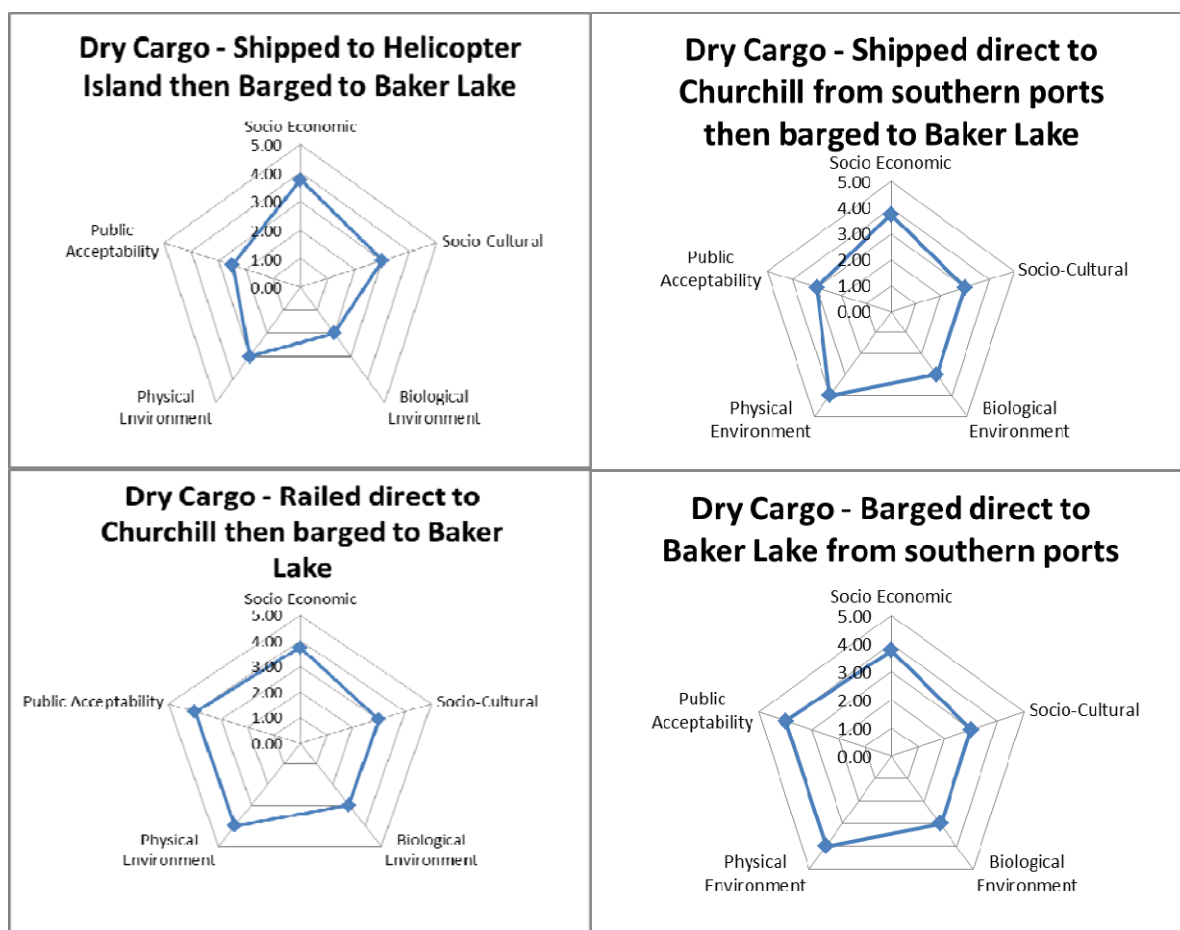 Dry Cargo - Shipped to Helicopter
Island then Barged to Baker Lake
Socio Economic
5.00
4.00
3.00
2.00
1.00
0.00
Public
Acceptability
Socio-Cultural
Physical
Environment
Biological
Environment
Dry Cargo - Shipped direct to
Churchill from southern ports
then barged to Baker Lake
Socio Economic
5.00
4.00
3.00
2.00
1.00
0.00
Public
Acceptability
Socio-Cultural
Physical
Environment
Biological
Environment
Dry Cargo - Railed direct to
Churchill then barged to Baker
Lake
Socio Economic
5.00
4.00
3.00
2.00
1.00
0.00
Public Acceptability
Socio-Cultural
Physical
Environment
Biological
Environment
Dry Cargo - Barged direct to
Baker Lake from southern ports
Socio Economic
5.00
4.00
3.00
2.00
1.00
0.00
Public
Acceptability
Socio-Cultural
Physical
Environment
Biological
Environment